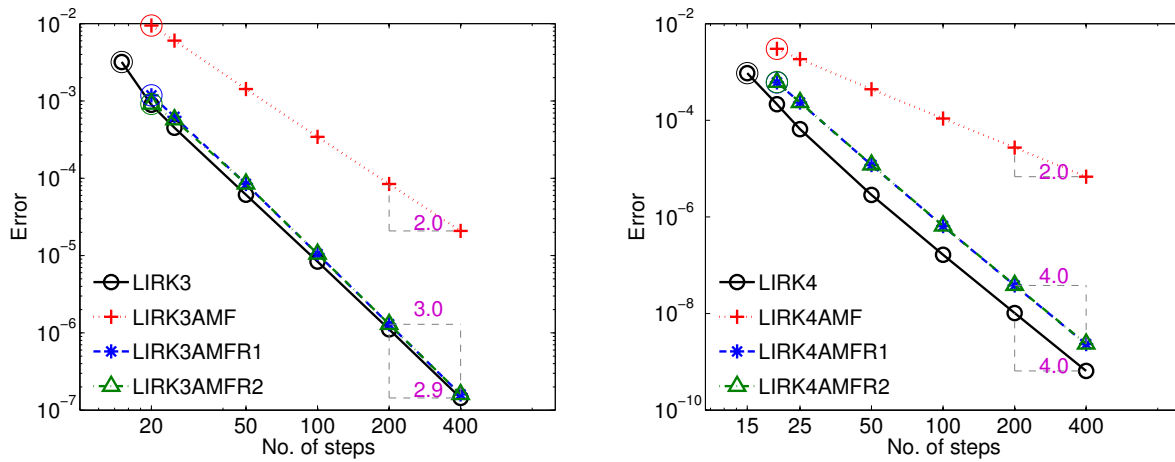 10^-2
10^-3
10^-4
10^-5
10^-6
10^-7
Error
2.0
3.0
2.9
LIRK3
LIRK3AMF
LIRK3AMFR1
LIRK3AMFR2
20 50 100 200 400
No. of steps
10^-2
10^-4
10^-6
10^-8
10^-10
Error
2.0
4.0
4.0
LIRK4
LIRK4AMF
LIRK4AMFR1
LIRK4AMFR2
15 25 50 100 200 400
No. of steps